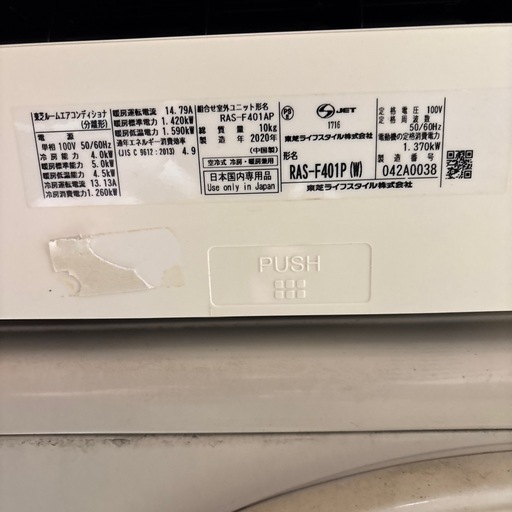 東芝ルームエアコンディショナ
(分離形)
電 源
単相 100V 50/60Hz
冷房能力 4.0kW
暖房標準能力 5.0kW
暖房低温能力 4.5kW
冷房運転電流 13.13A
冷房消費電力 1.260kW
暖房運転電流 14.79A
暖房標準電力 1.420kW
暖房低温電力 1.590kW
通年エネルギー消費効率
(JIS C 9612:2013) 4.9
組合せ室外ユニット形名
RAS-F401AP
総質量 10kg
製造年 2020年
(中国製)
空冷式 冷房・暖房兼用
日本国内専用品
Use only in Japan
PS E
JET
1716
東芝ライフスタイル株式会社
形名
RAS-F401P(W)
東芝ライフスタイル株式会社
定格電圧 100V
定格周波数
50/60Hz
電動機の定格消費電力
1.370kW
製造番号
042A0038
PUSH